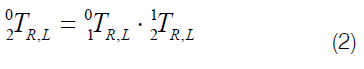 ⁰₂T_{R,L} = ⁰₁T_{R,L} · ¹₂T_{R,L} (2)